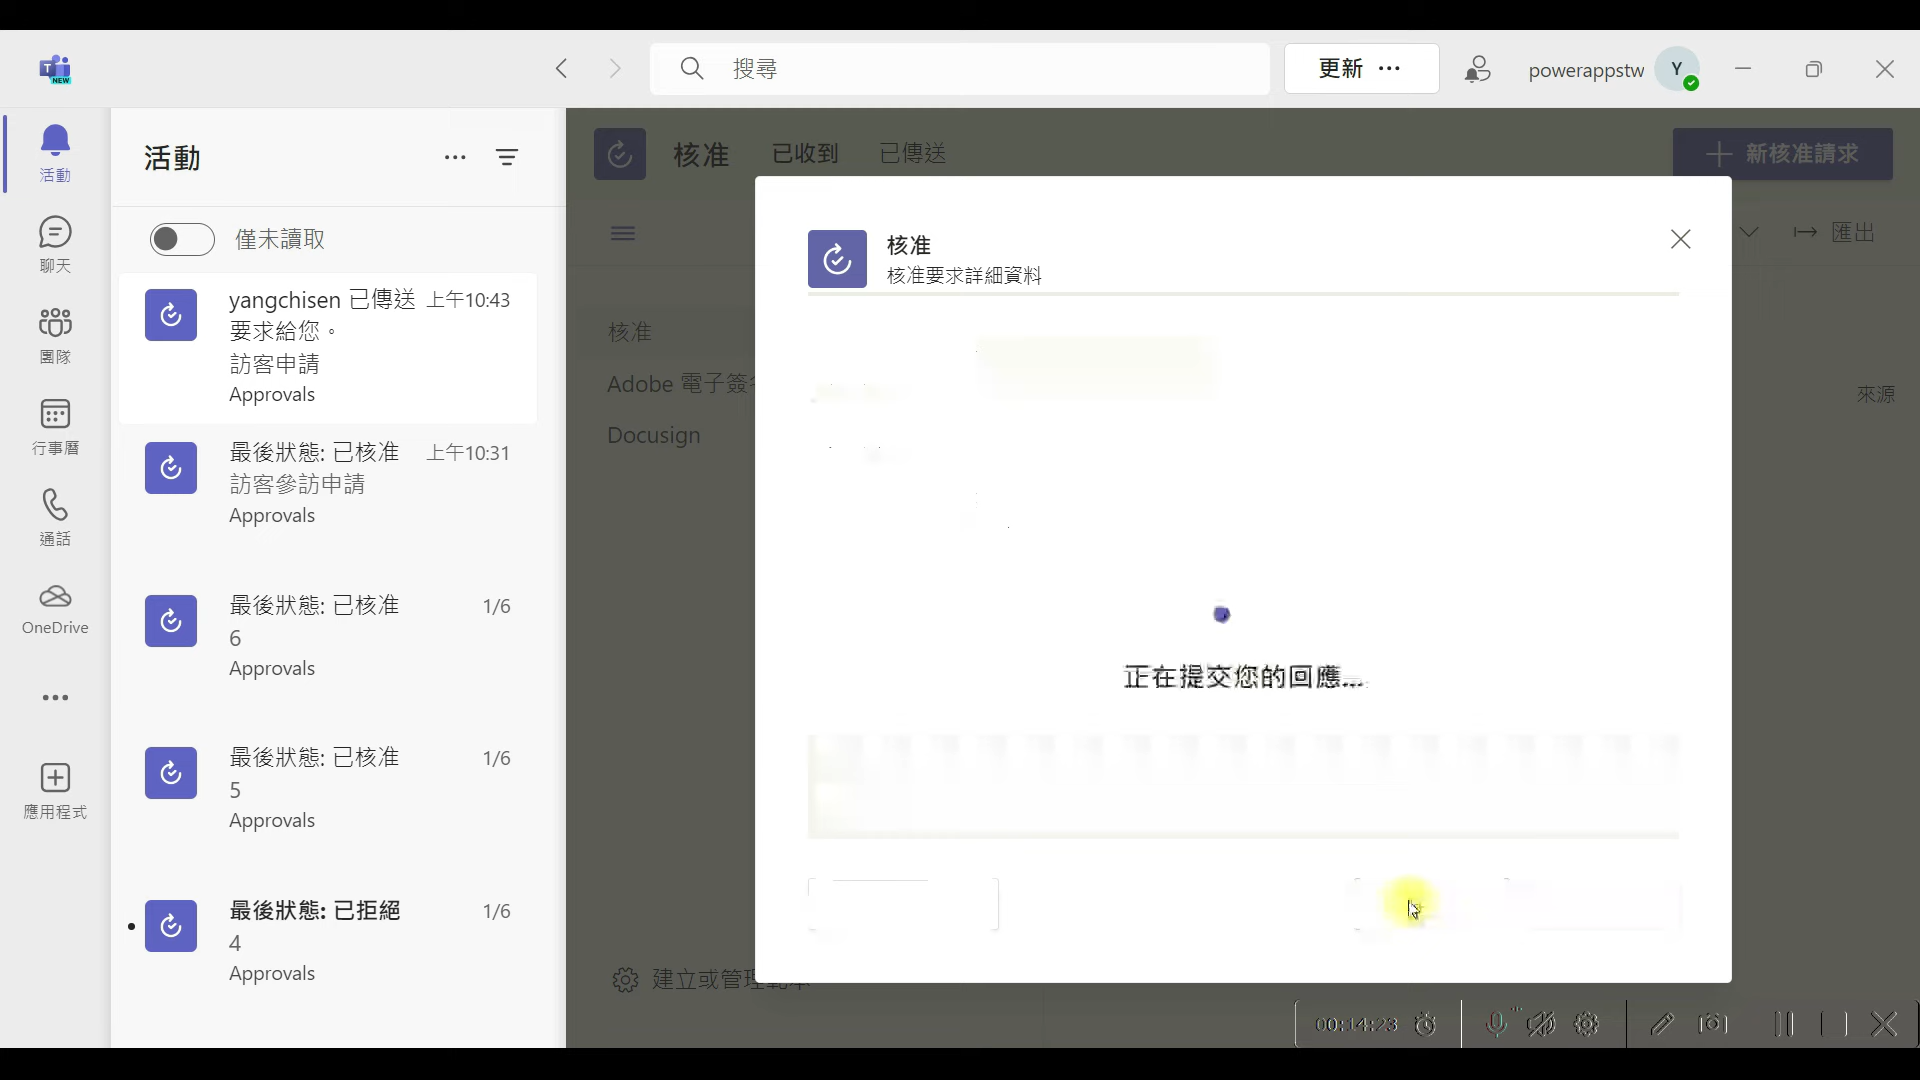 搜尋
更新 ...
powerappstw
Y
NEW
活動
聊天
團隊
行事曆
通話
OneDrive
應用程式
活動
僅未讀取
yangchisen 已傳送 上午10:43
要求給您。
訪客申請
Approvals
最後狀態: 已核准 上午10:31
訪客參訪申請
Approvals
最後狀態: 已核准 1/6
6
Approvals
最後狀態: 已核准 1/6
5
Approvals
最後狀態: 已拒絕 1/6
4
Approvals
核准 已收到 已傳送
新核准請求
匯出
核准
Adobe 電子簽
Docusign
來源
建立或管理
核准
核准要求詳細資料
正在提交您的回應...
00:14:23